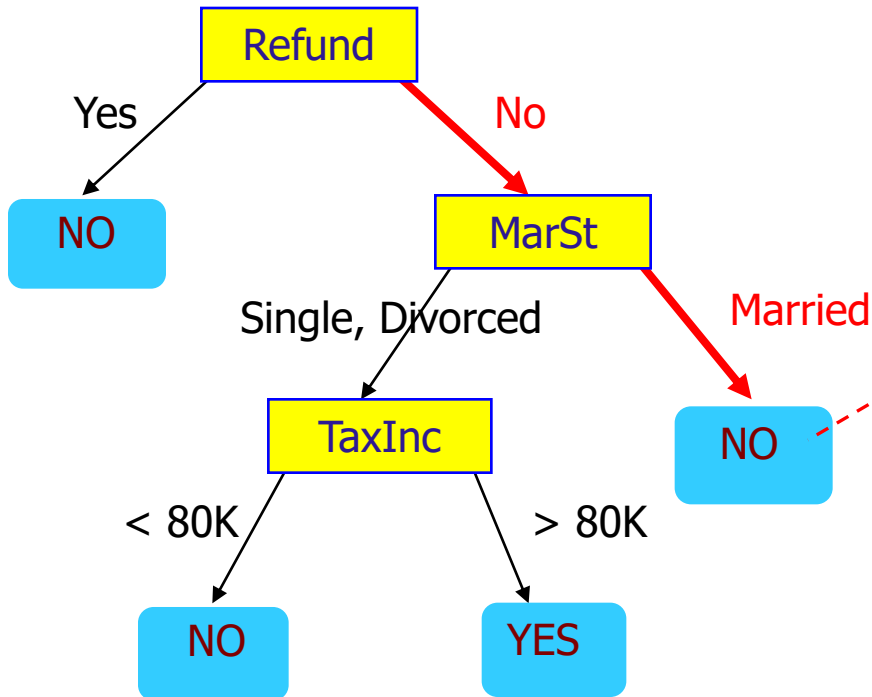 Refund
Yes
No
NO
MarSt
Single, Divorced
Married
TaxInc
NO
< 80K
> 80K
NO
YES